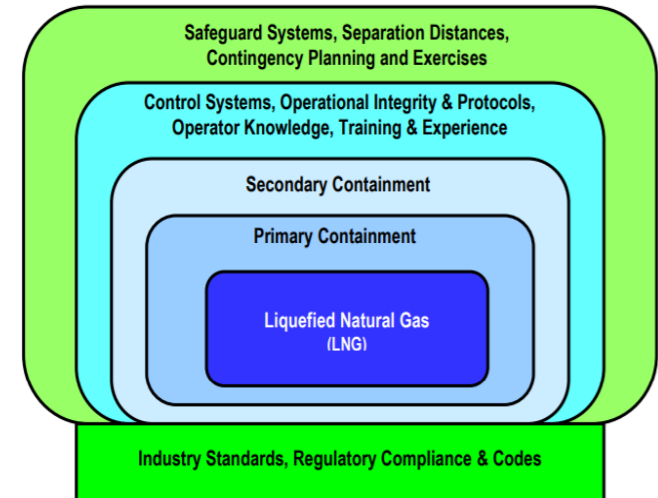 Safeguard Systems, Separation Distances,
Contingency Planning and Exercises
Control Systems, Operational Integrity & Protocols,
Operator Knowledge, Training & Experience
Secondary Containment
Primary Containment
Liquefied Natural Gas
(LNG)
Industry Standards, Regulatory Compliance & Codes